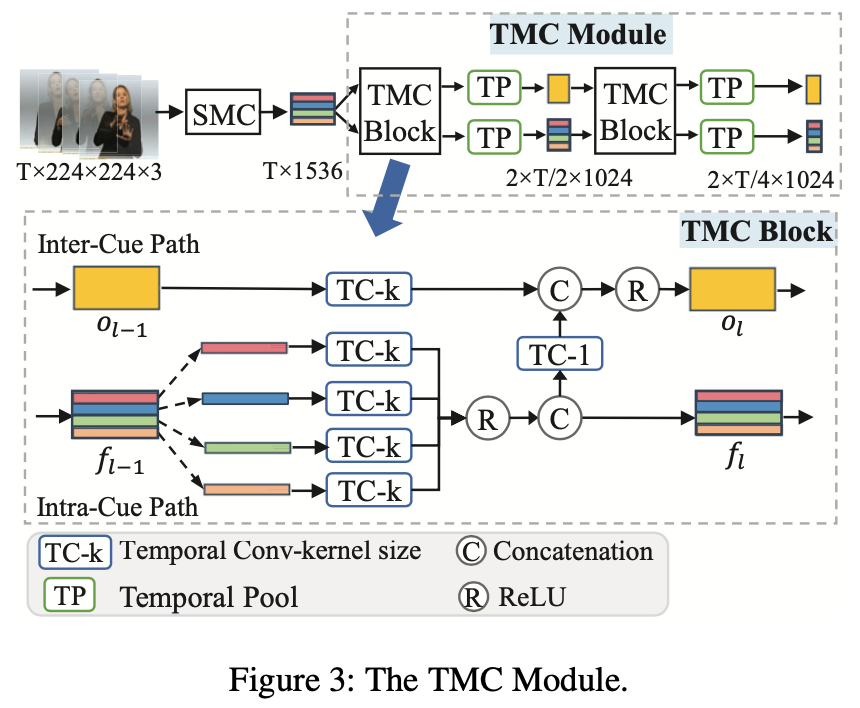 TMC Module
SMC
TMC Block
TP
TP
TMC Block
TP
TP
T×224×224×3
T×1536
2×T/2×1024
2×T/4×1024
TMC Block
Inter-Cue Path
TC-k
C
R
o_{l-1}
o_l
TC-k
TC-1
TC-k
R
C
TC-k
f_{l-1}
f_l
TC-k
Intra-Cue Path
TC-k Temporal Conv-kernel size
C Concatenation
TP Temporal Pool
R ReLU
Figure 3: The TMC Module.